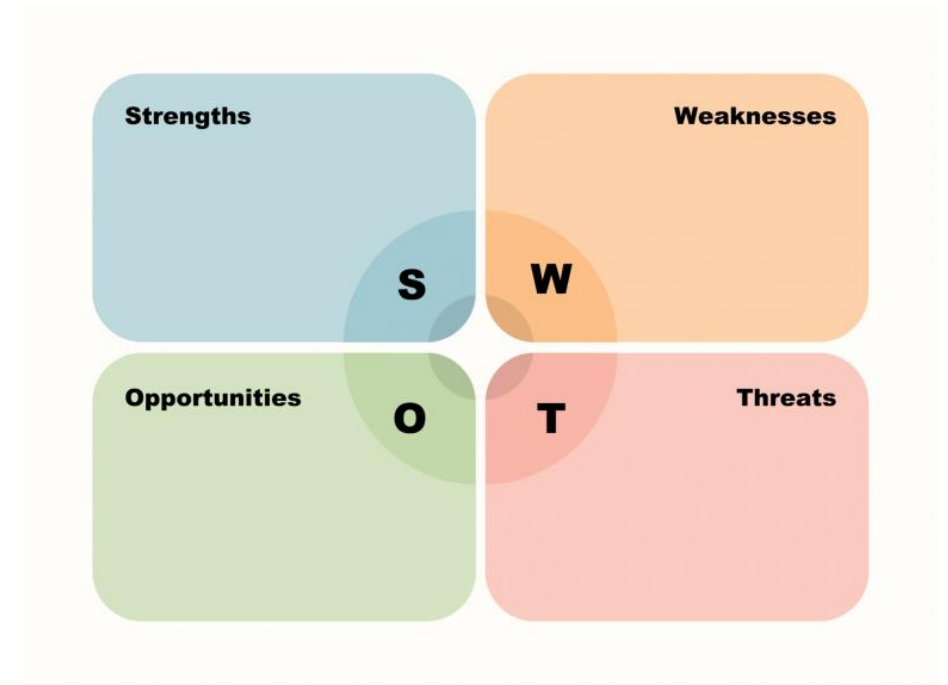 Strengths
Weaknesses
S
W
Opportunities
Threats
O
T